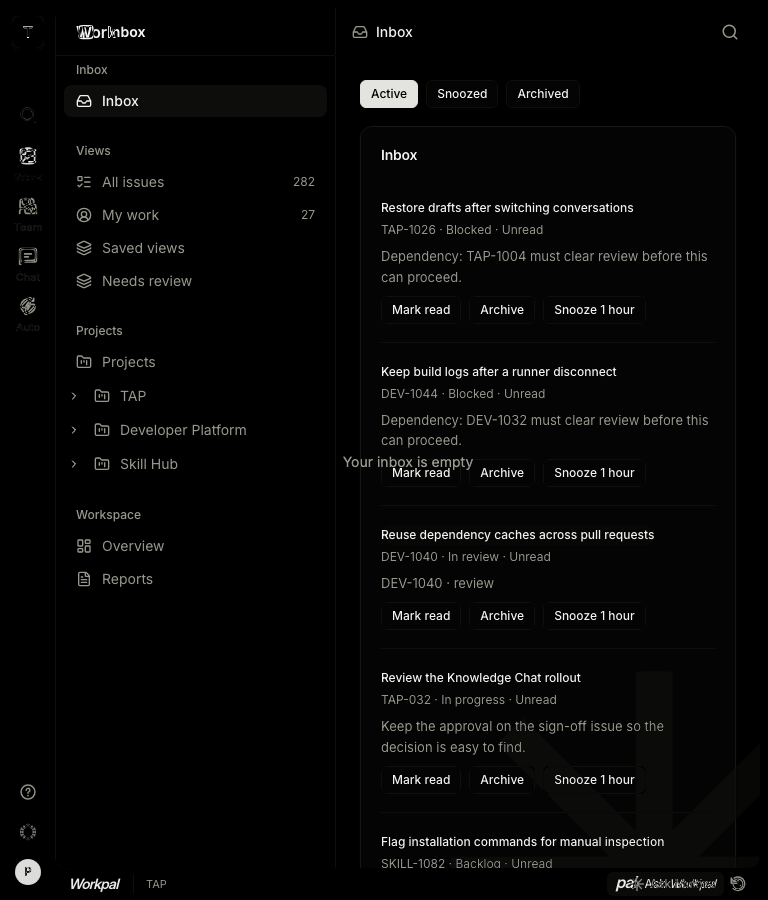 T
Inbox
Inbox
Inbox
Views
All issues 282
My work 27
Saved views
Needs review
Projects
Projects
TAP
Developer Platform
Skill Hub
Workspace
Overview
Reports
Team
Chat
Auto
Workpal
TAP
Inbox
Active Snoozed Archived
Inbox
Restore drafts after switching conversations
TAP-1026 · Blocked · Unread
Dependency: TAP-1004 must clear review before this
can proceed.
Mark read Archive Snooze 1 hour
Keep build logs after a runner disconnect
DEV-1044 · Blocked · Unread
Dependency: DEV-1032 must clear review before this
can proceed.
Your inbox is empty
Mark read Archive Snooze 1 hour
Reuse dependency caches across pull requests
DEV-1040 · In review · Unread
DEV-1040 · review
Mark read Archive Snooze 1 hour
Review the Knowledge Chat rollout
TAP-032 · In progress · Unread
Keep the approval on the sign-off issue so the
decision is easy to find.
Mark read Archive Snooze 1 hour
Flag installation commands for manual inspection
SKILL-1082 · Backlog · Unread